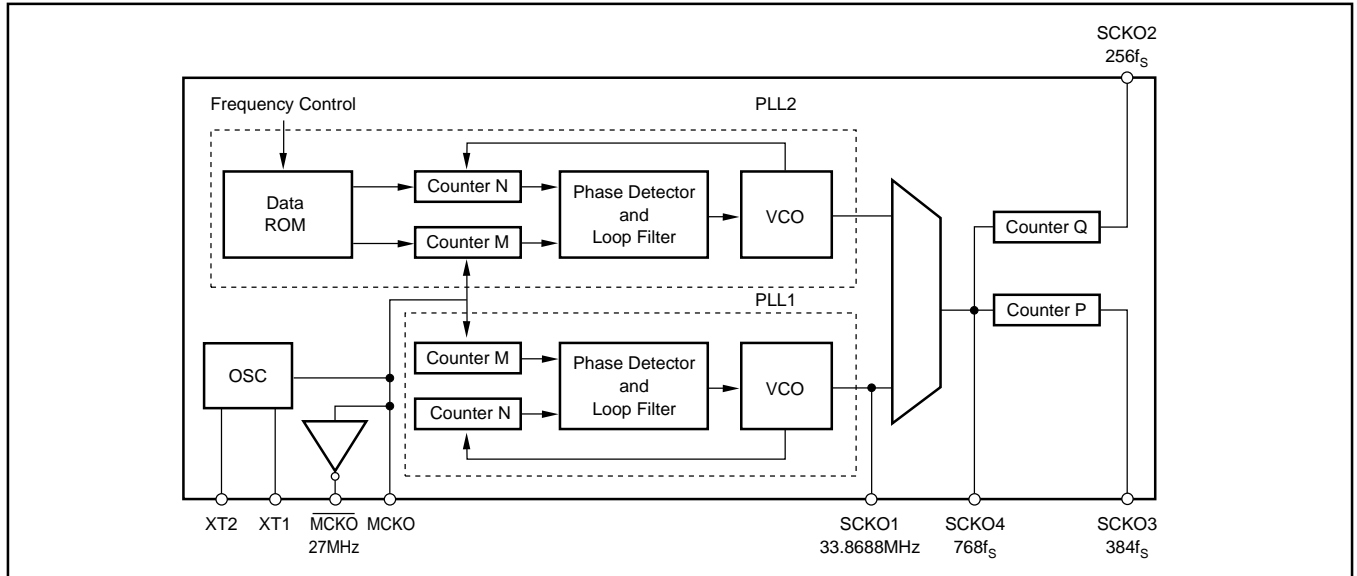 SCKO2
256fS
Frequency Control
PLL2
Data
ROM
Counter N
Counter M
Phase Detector
and
Loop Filter
VCO
Counter Q
Counter P
PLL1
OSC
Counter M
Counter N
Phase Detector
and
Loop Filter
VCO
XT2
XT1
MCKO
27MHz
MCKO
SCKO1
33.8688MHz
SCKO4
768fS
SCKO3
384fS